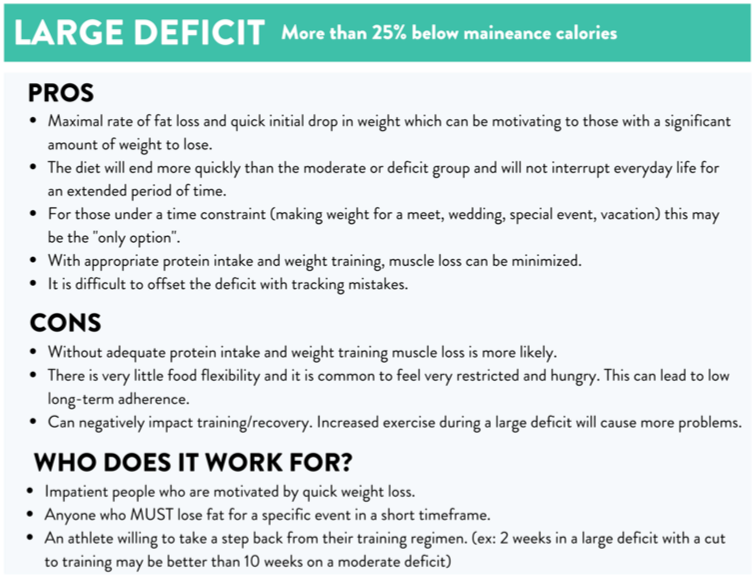 LARGE DEFICIT More than 25% below maineance calories
PROS
• Maximal rate of fat loss and quick initial drop in weight which can be motivating to those with a significant
amount of weight to lose.
• The diet will end more quickly than the moderate or deficit group and will not interrupt everyday life for
an extended period of time.
• For those under a time constraint (making weight for a meet, wedding, special event, vacation) this may
be the "only option".
• With appropriate protein intake and weight training, muscle loss can be minimized.
• It is difficult to offset the deficit with tracking mistakes.
CONS
• Without adequate protein intake and weight training muscle loss is more likely.
• There is very little food flexibility and it is common to feel very restricted and hungry. This can lead to low
long-term adherence.
• Can negatively impact training/recovery. Increased exercise during a large deficit will cause more problems.
WHO DOES IT WORK FOR?
• Impatient people who are motivated by quick weight loss.
• Anyone who MUST lose fat for a specific event in a short timeframe.
• An athlete willing to take a step back from their training regimen. (ex: 2 weeks in a large deficit with a cut
to training may be better than 10 weeks on a moderate deficit)